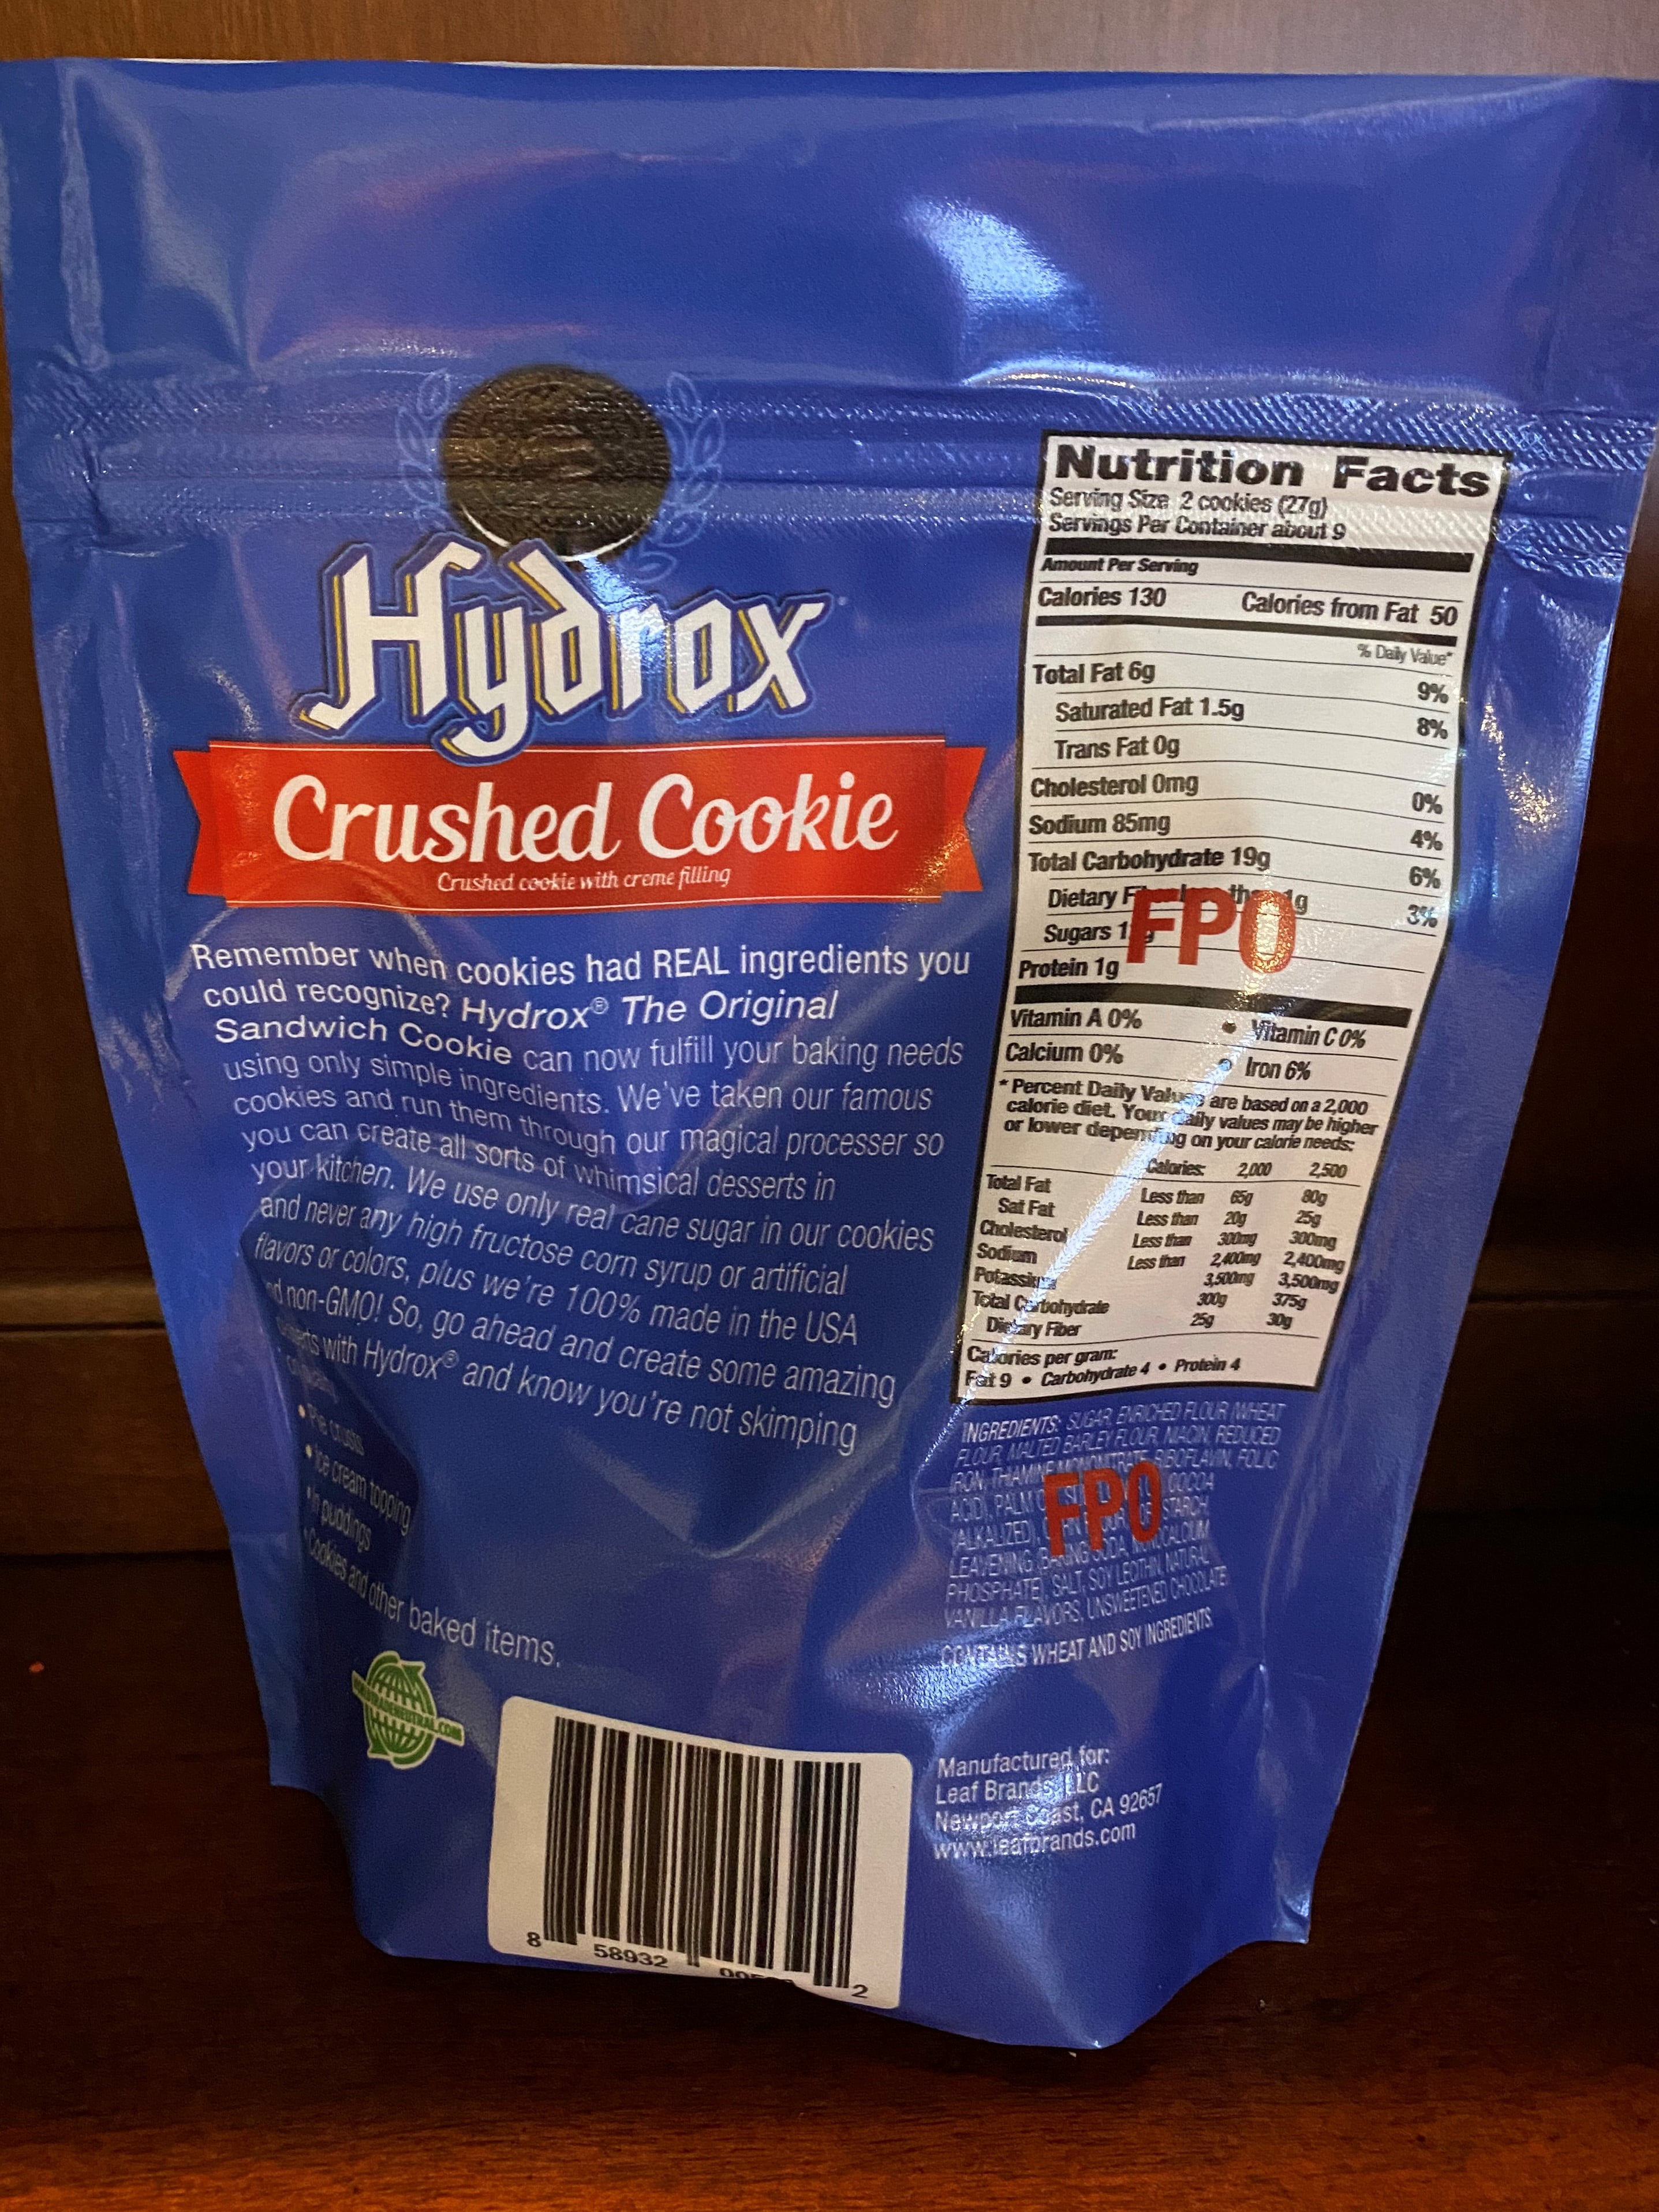 Hydrox
Crushed Cookie
Crushed cookie with creme filling
Remember when cookies had REAL ingredients you
could recognize? Hydrox® The Original
Sandwich Cookie can now fulfill your baking needs
using only simple ingredients. We've taken our famous
cookies and run them through our magical processer so
you can create all sorts of whimsical desserts in
your kitchen. We use only real cane sugar in our cookies
and never any high fructose corn syrup or artificial
flavors or colors, plus we're 100% made in the USA
non-GMO! So, go ahead and create some amazing
with Hydrox® and know you're not skimping
• Pie crusts
• Ice cream topping
• In puddings
• Cookies and other baked items.
Nutrition Facts
Serving Size 2 cookies (27g)
Servings Per Container about 9
Amount Per Serving
Calories 130 Calories from Fat 50
% Daily Value*
Total Fat 6g 9%
Saturated Fat 1.5g 8%
Trans Fat 0g
Cholesterol 0mg 0%
Sodium 85mg 4%
Total Carbohydrate 19g 6%
Dietary 1g 3%
Sugars
FPO
Protein 1g
Vitamin A 0% • Vitamin C 0%
Calcium 0% • Iron 6%
* Percent Daily Values are based on a 2,000
calorie diet. Your daily values may be higher
or lower depending on your calorie needs:
Calories: 2,000 2,500
Total Fat Less than 65g 80g
Sat Fat Less than 20g 25g
Cholesterol Less than 300mg 300mg
Sodium Less than 2,400mg 2,400mg
Potassium 3,500mg 3,500mg
Total Carbohydrate 300g 375g
Dietary Fiber 25g 30g
Calories per gram:
Fat 9 • Carbohydrate 4 • Protein 4
INGREDIENTS: SUGAR, ENRICHED FLOUR (WHEAT
FLOUR, MALTED BARLEY FLOUR, NIACIN, REDUCED
IRON, THIAMINE MONONITRATE, RIBOFLAVIN, FOLIC
ACID), PALM COCOA
(ALKALIZED), STARCH,
FPO
LEAVENING (BAKING SODA, MONOCALCIUM
PHOSPHATE), SALT, SOY LECITHIN, NATURAL
VANILLA FLAVORS, UNSWEETENED CHOCOLATE
CONTAINS WHEAT AND SOY INGREDIENTS
Manufactured for:
Leaf Brands, LLC
Newport Coast, CA 92657
www.leafbrands.com
8 58932 2